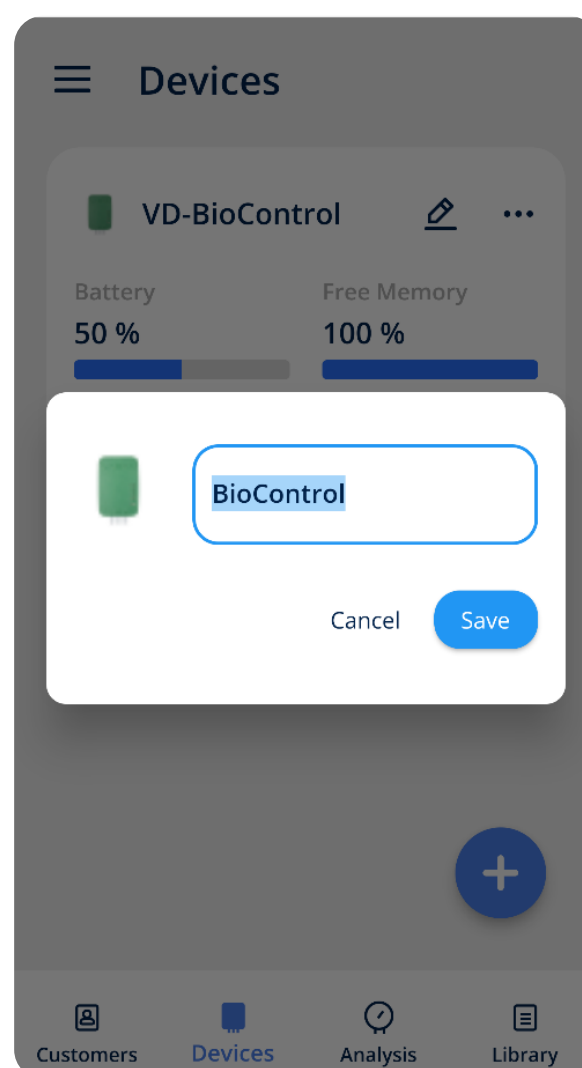 Devices
VD-BioControl
Battery
Free Memory
50 %
100 %
BioControl
Cancel
Save
Customers
Devices
Analysis
Library